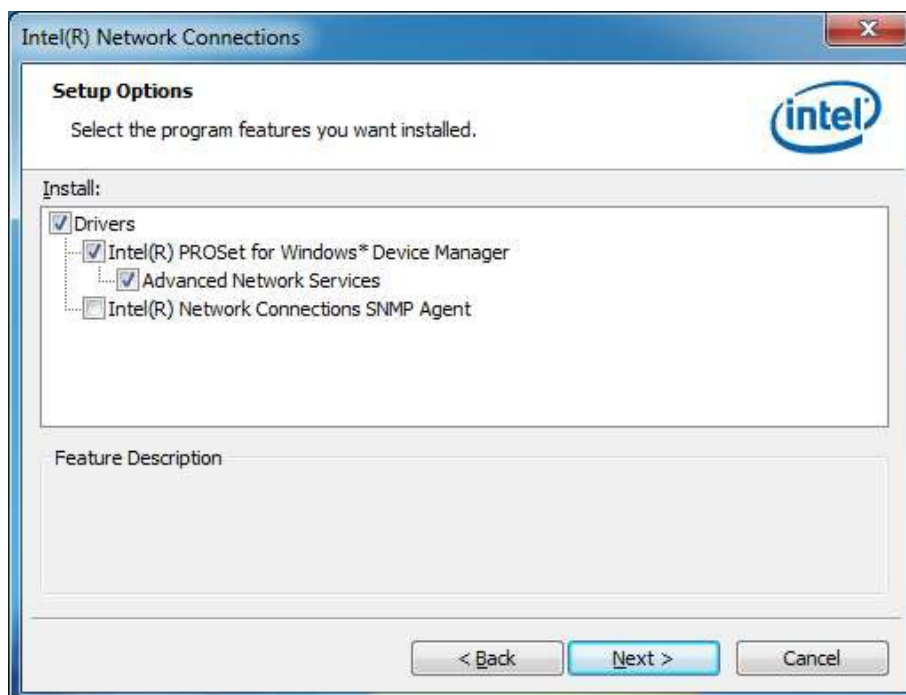 Intel(R) Network Connections
Setup Options
Select the program features you want installed.
intel
Install:
Drivers
Intel(R) PROSet for Windows* Device Manager
Advanced Network Services
Intel(R) Network Connections SNMP Agent
Feature Description
< Back Next > Cancel